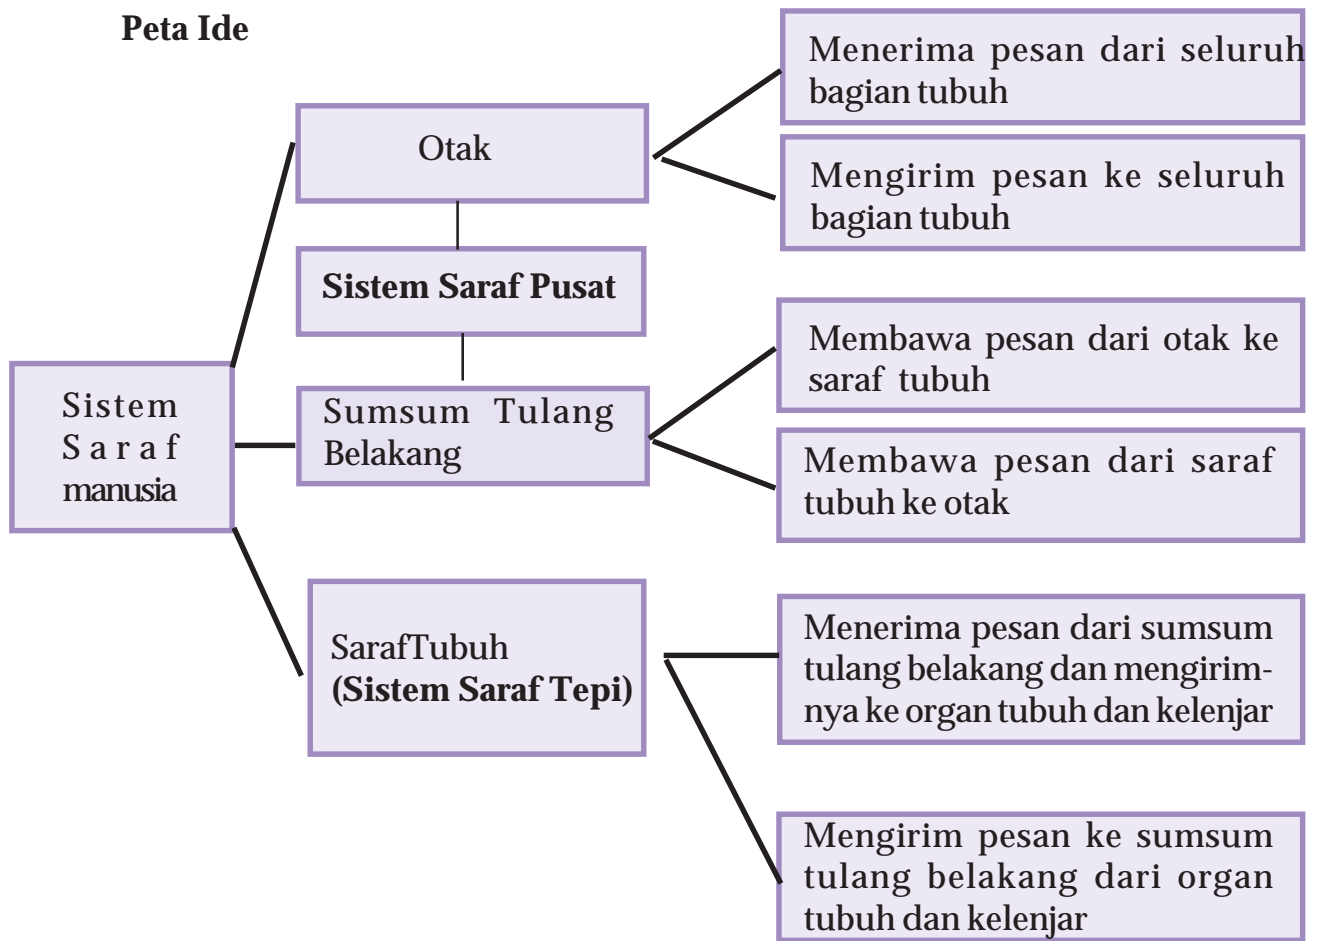 Peta Ide
Menerima pesan dari seluruh
bagian tubuh
Otak
Mengirim pesan ke seluruh
bagian tubuh
Sistem Saraf Pusat
Membawa pesan dari otak ke
saraf tubuh
Sistem
Saraf
manusia
Sumsum Tulang
Belakang
Membawa pesan dari saraf
tubuh ke otak
SarafTubuh
(Sistem Saraf Tepi)
Menerima pesan dari sumsum
tulang belakang dan mengirim-
nya ke organ tubuh dan kelenjar
Mengirim pesan ke sumsum
tulang belakang dari organ
tubuh dan kelenjar